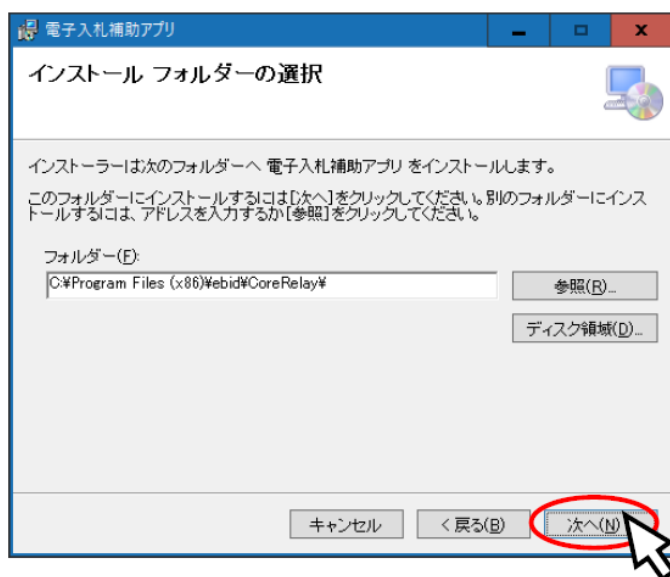 電子入札補助アプリ
インストール フォルダーの選択
インストーラーは次のフォルダーへ 電子入札補助アプリ をインストールします。
このフォルダーにインストールするには[次へ]をクリックしてください。別のフォルダーにインス
トールするには、アドレスを入力するか[参照]をクリックしてください。
フォルダー(F):
C:¥Program Files (x86)¥ebid¥CoreRelay¥
参照(R)...
ディスク領域(D)...
キャンセル
< 戻る(B)
次へ(N)